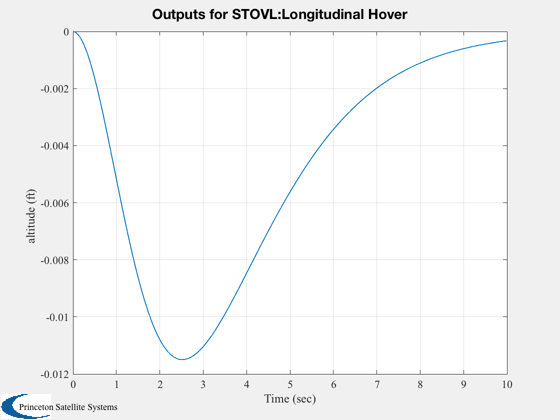 Outputs for STOVL:Longitudinal Hover
0
-0.002
-0.004
-0.006
-0.008
-0.01
-0.012
altitude (ft)
0 1 2 3 4 5 6 7 8 9 10
Time (sec)
Princeton Satellite Systems